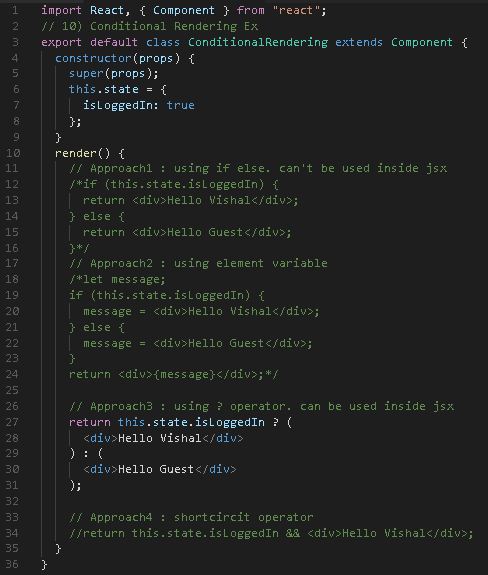 1 import React, { Component } from "react";
2 // 10) Conditional Rendering Ex
3 export default class ConditionalRendering extends Component {
4   constructor(props) {
5     super(props);
6     this.state = {
7       isLoggedIn: true
8     };
9   }
10   render() {
11     // Approach1 : using if else. can't be used inside jsx
12     /*if (this.state.isLoggedIn) {
13       return <div>Hello Vishal</div>;
14     } else {
15       return <div>Hello Guest</div>;
16     }*/
17     // Approach2 : using element variable
18     /*let message;
19     if (this.state.isLoggedIn) {
20       message = <div>Hello Vishal</div>;
21     } else {
22       message = <div>Hello Guest</div>;
23     }
24     return <div>{message}</div>;*/
25
26     // Approach3 : using ? operator. can be used inside jsx
27     return this.state.isLoggedIn ? (
28       <div>Hello Vishal</div>
29     ) : (
30       <div>Hello Guest</div>
31     );
32
33     // Approach4 : shortcircit operator
34     //return this.state.isLoggedIn && <div>Hello Vishal</div>;
35   }
36 }